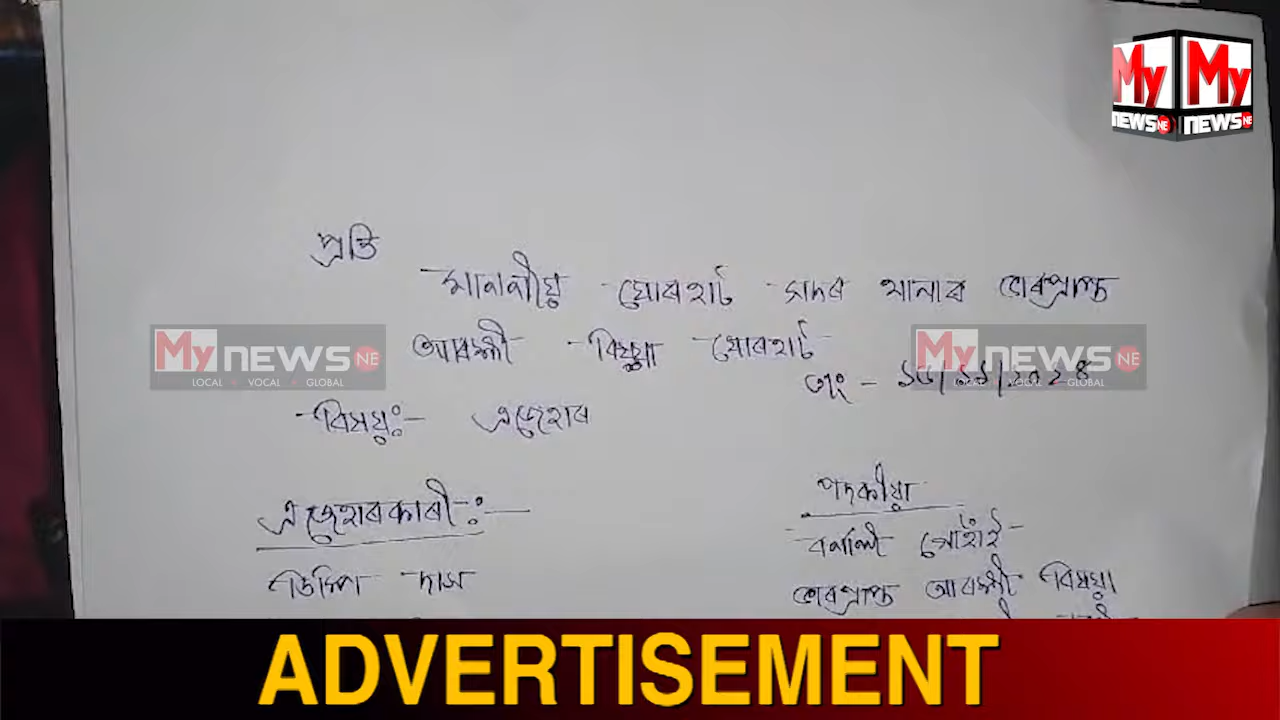 My My
NEWS NE NEWS NE
প্ৰতি
মাননীয় যোৰহাট সদৰ থানাৰ ভাৰপ্ৰাপ্ত
আৰক্ষী বিষয়া যোৰহাট
My NEWS NE
LOCAL VOCAL GLOBAL
My NEWS NE
LOCAL VOCAL GLOBAL
তাং -
বিষয়ঃ- এজেহাৰ
এজেহাৰকাৰী-ঃ-
দাস
পদকীয়া
বৰ্ণালী গোহাঁই
ভাৰপ্ৰাপ্ত আৰক্ষী বিষয়া
ADVERTISEMENT